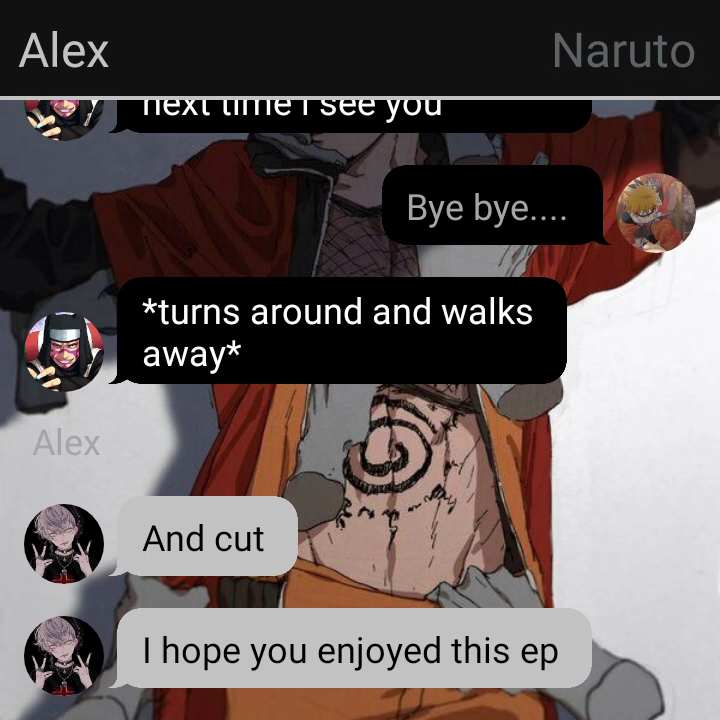 Alex
Naruto
next time I see you
Bye bye....
*turns around and walks
away*
Alex
And cut
I hope you enjoyed this ep